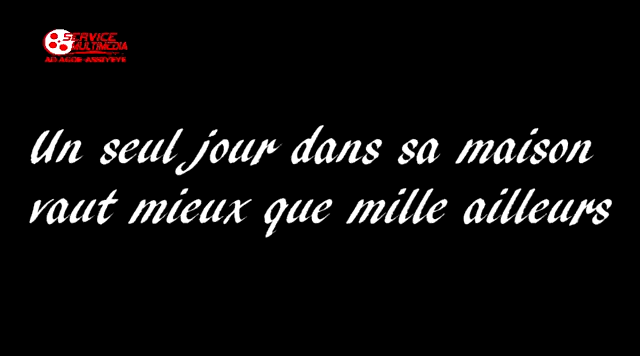 SERVICE
MULTIMEDIA
Un seul jour dans sa maison
vaut mieux que mille ailleurs